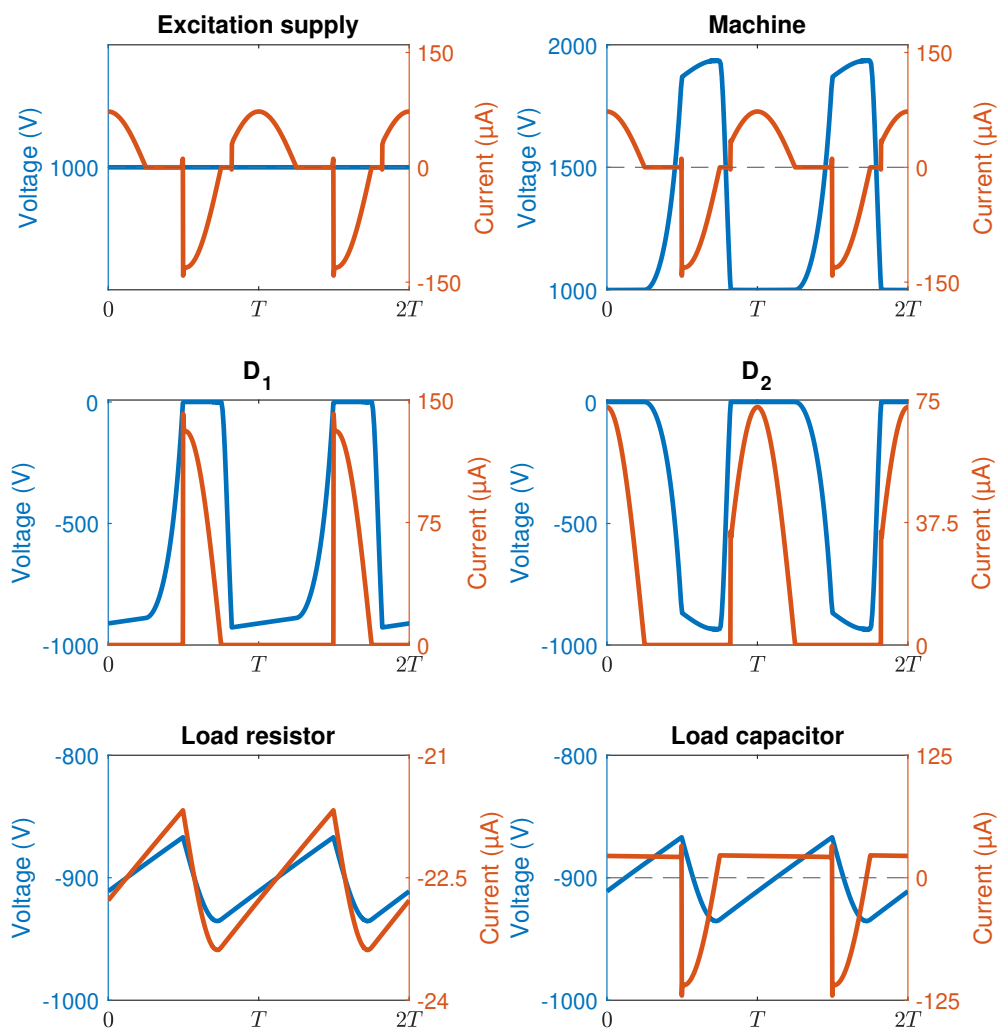 Excitation supply
Voltage (V)
1000
150
0
-150
Current (µA)
0
T
2T
Machine
Voltage (V)
2000
1500
1000
150
0
-150
Current (µA)
0
T
2T
D1
Voltage (V)
0
-500
-1000
150
75
0
Current (µA)
0
T
2T
D2
Voltage (V)
0
-500
-1000
75
37.5
0
Current (µA)
0
T
2T
Load resistor
Voltage (V)
-800
-900
-1000
-21
-22.5
-24
Current (µA)
0
T
2T
Load capacitor
Voltage (V)
-800
-900
-1000
125
0
-125
Current (µA)
0
T
2T